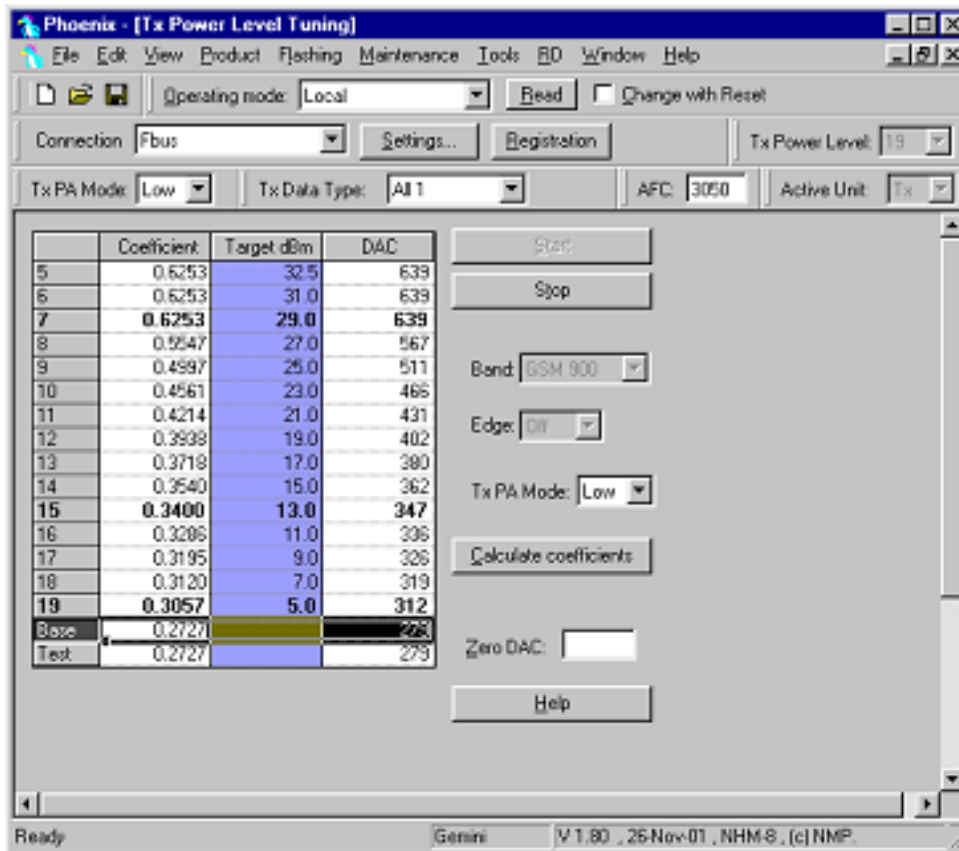 Phoenix - [Tx Power Level Tuning]
File Edit View Product Flashing Maintenance Tools RD Window Help
Operating mode: Local Read Change with Reset
Connection Fbus Settings... Registration Tx Power Level: 19
Tx PA Mode: Low Tx Data Type: All 1 AFC: 3050 Active Unit: Tx
Coefficient Target dBm DAC
5 0.6253 32.5 639
6 0.6253 31.0 639
7 0.6253 29.0 639
8 0.5547 27.0 567
9 0.4997 25.0 511
10 0.4561 23.0 466
11 0.4214 21.0 431
12 0.3938 19.0 402
13 0.3718 17.0 380
14 0.3540 15.0 362
15 0.3400 13.0 347
16 0.3286 11.0 336
17 0.3195 9.0 326
18 0.3120 7.0 319
19 0.3057 5.0 312
Base 0.2727 279
Test 0.2727 279
Start
Stop
Band: GSM 900
Edge: Off
Tx PA Mode: Low
Calculate coefficients
Zero DAC:
Help
Ready Gemini V 1.80 , 26-Nov-01 , NHM-8 , (c) NMP.